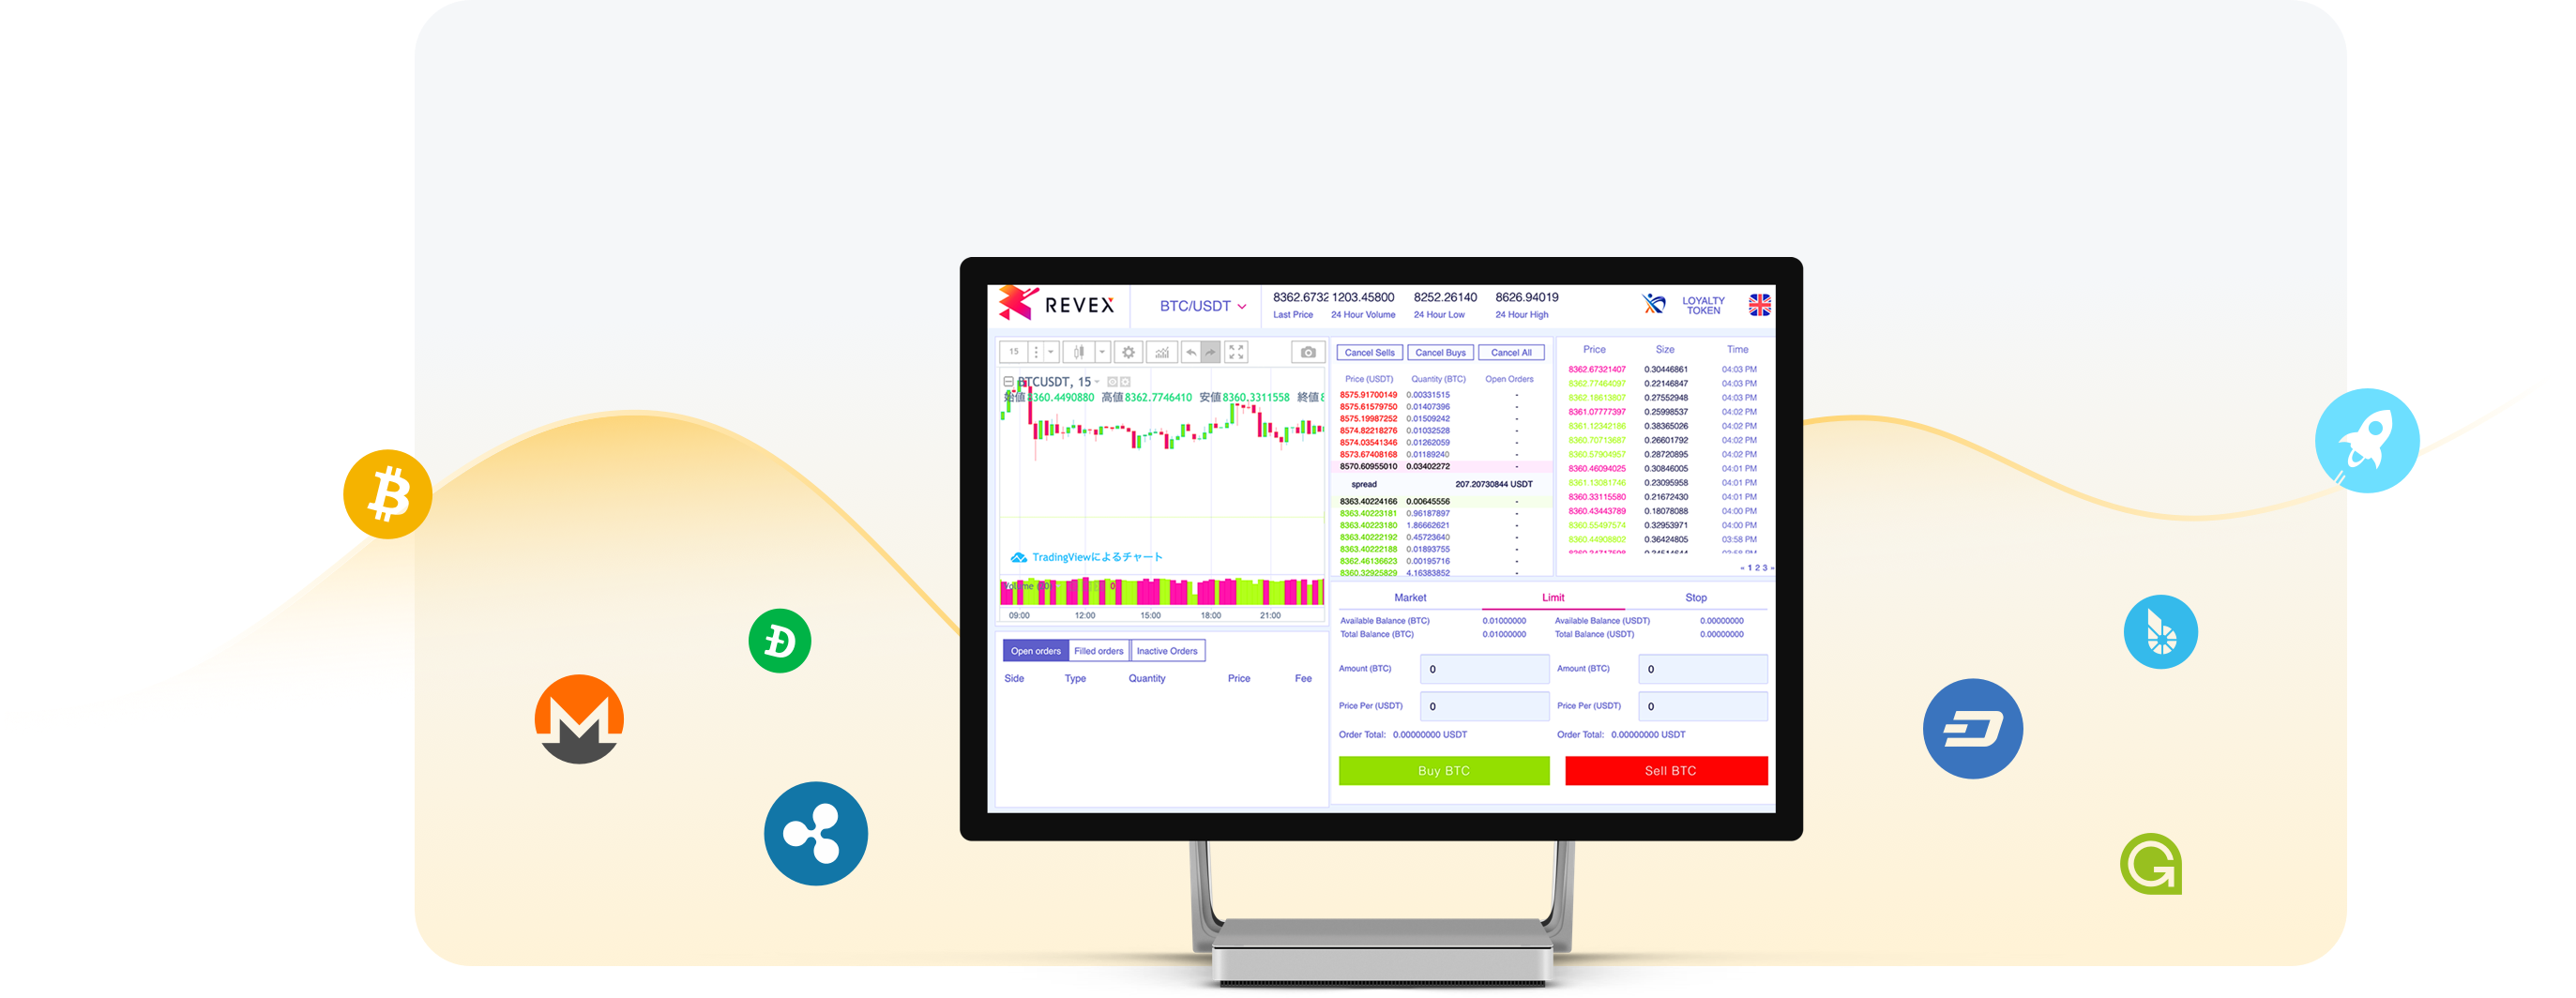 REVEX
BTC/USDT
8362.6732 1203.45800 8252.26140 8626.94019
Last Price 24 Hour Volume 24 Hour Low 24 Hour High
LOYALTY
TOKEN
15
BTCUSDT, 15
始値8360.4490880 高値8362.7746410 安値8360.3311558 終値8
TradingViewによるチャート
09:00 12:00 15:00 18:00 21:00
Cancel Sells Cancel Buys Cancel All
Price (USDT) Quantity (BTC) Open Orders
8575.91700149 0.00331515 -
8575.61579750 0.01407396 -
8575.19987252 0.01509242 -
8574.82218276 0.01032528 -
8574.03541346 0.01262059 -
8573.67408168 0.01189240 -
8570.60955010 0.03402272 -
spread 207.20730844 USDT
8363.40224166 0.00645556 -
8363.40223181 0.96187897 -
8363.40223180 1.86662621 -
8363.40222192 0.45723640 -
8363.40222188 0.01893755 -
8362.46136623 0.00195716 -
8360.32925829 4.16383852 -
Price Size Time
8362.67321407 0.30446861 04:03 PM
8362.77464097 0.22146847 04:03 PM
8362.18613807 0.27552948 04:03 PM
8361.07777397 0.25998537 04:02 PM
8361.12342186 0.38365026 04:02 PM
8360.70713687 0.26601792 04:02 PM
8360.57904957 0.28720895 04:02 PM
8360.46094025 0.30846005 04:01 PM
8361.13081746 0.23095958 04:01 PM
8360.33115580 0.21672430 04:01 PM
8360.43443789 0.18078088 04:00 PM
8360.55497574 0.32953971 04:00 PM
8360.44908802 0.36424805 03:58 PM
« 1 2 3 »
Open orders Filled orders Inactive Orders
Side Type Quantity Price Fee
Market Limit Stop
Available Balance (BTC) 0.01000000 Available Balance (USDT) 0.00000000
Total Balance (BTC) 0.01000000 Total Balance (USDT) 0.00000000
Amount (BTC) 0 Amount (BTC) 0
Price Per (USDT) 0 Price Per (USDT) 0
Order Total: 0.00000000 USDT Order Total: 0.00000000 USDT
Buy BTC Sell BTC